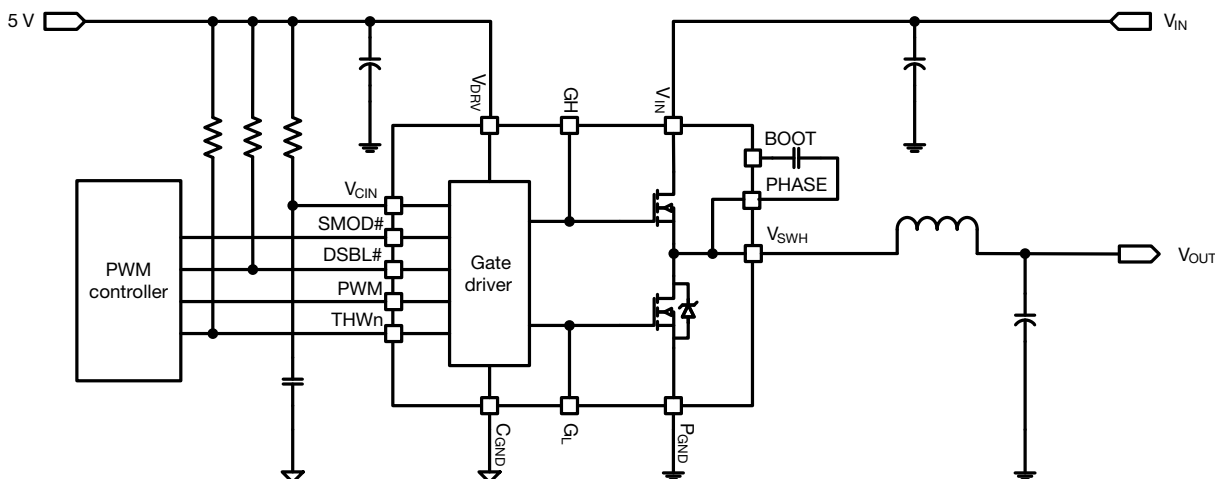 5 V
V_IN
V_DRV
GH
V_IN
BOOT
PHASE
V_CIN
SMOD#
DSBL#
PWM
THWn
PWM
controller
Gate
driver
V_SWH
V_OUT
C_GND
G_L
P_GND